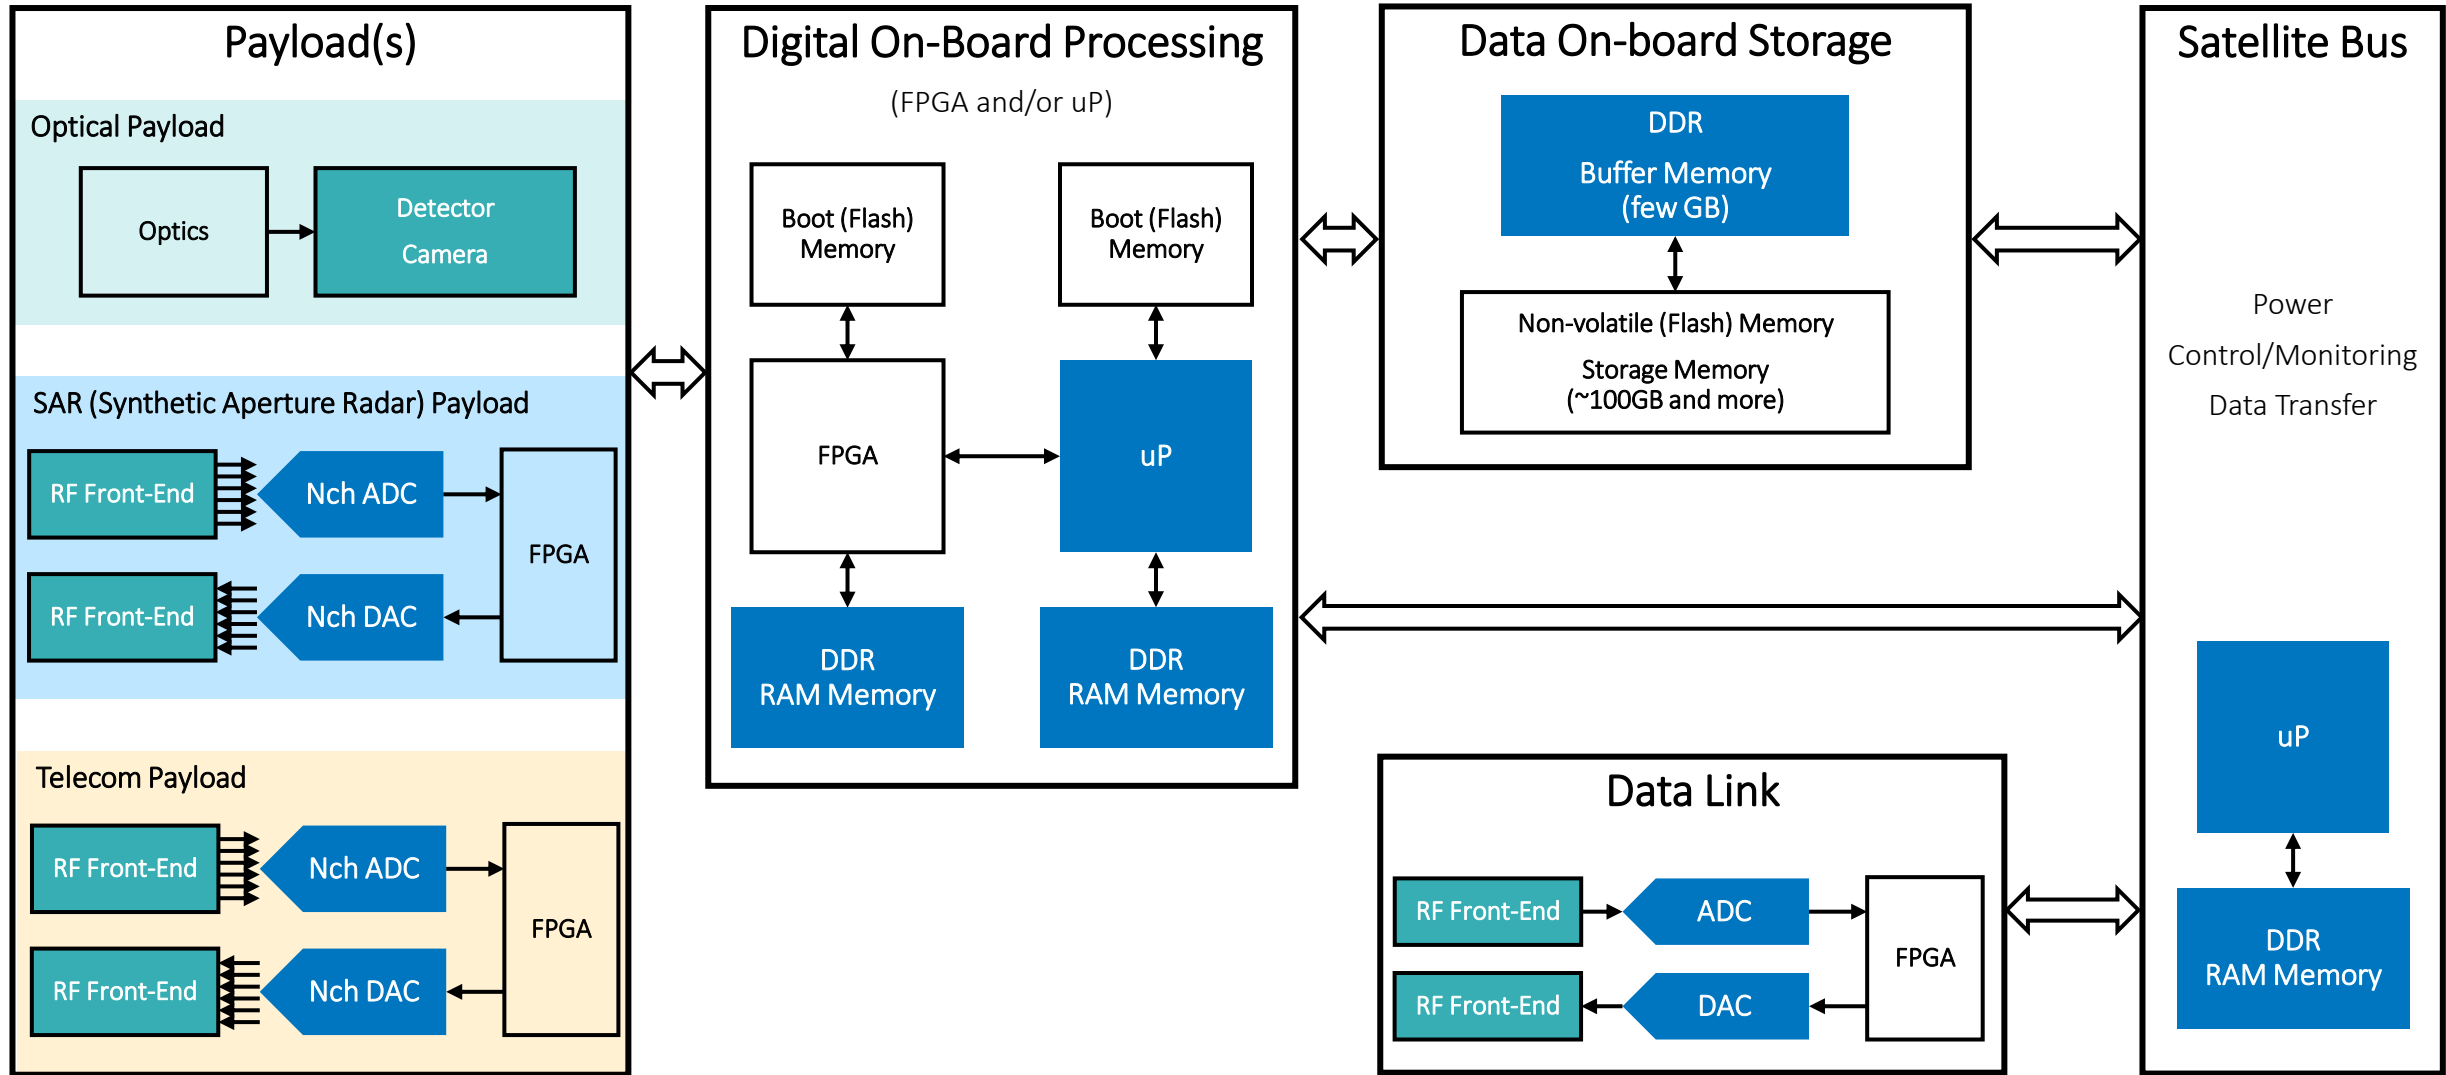 Payload(s)
Optical Payload
Optics
Detector
Camera
SAR (Synthetic Aperture Radar) Payload
RF Front-End
Nch ADC
FPGA
RF Front-End
Nch DAC
Telecom Payload
RF Front-End
Nch ADC
FPGA
RF Front-End
Nch DAC
Digital On-Board Processing
(FPGA and/or uP)
Boot (Flash)
Memory
Boot (Flash)
Memory
FPGA
uP
DDR
RAM Memory
DDR
RAM Memory
Data On-board Storage
DDR
Buffer Memory
(few GB)
Non-volatile (Flash) Memory
Storage Memory
(~100GB and more)
Data Link
RF Front-End
ADC
FPGA
RF Front-End
DAC
Satellite Bus
Power
Control/Monitoring
Data Transfer
uP
DDR
RAM Memory